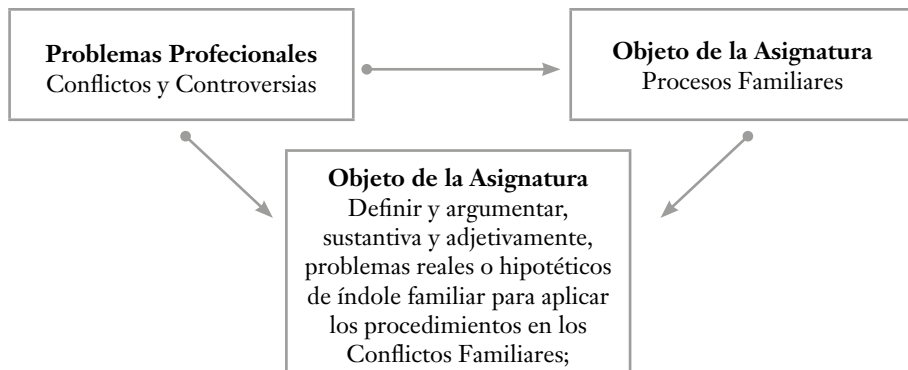 Problemas Profecionales
Conflictos y Controversias
Objeto de la Asignatura
Procesos Familiares
Objeto de la Asignatura
Definir y argumentar,
sustantiva y adjetivamente,
problemas reales o hipotéticos
de índole familiar para aplicar
los procedimientos en los
Conflictos Familiares;